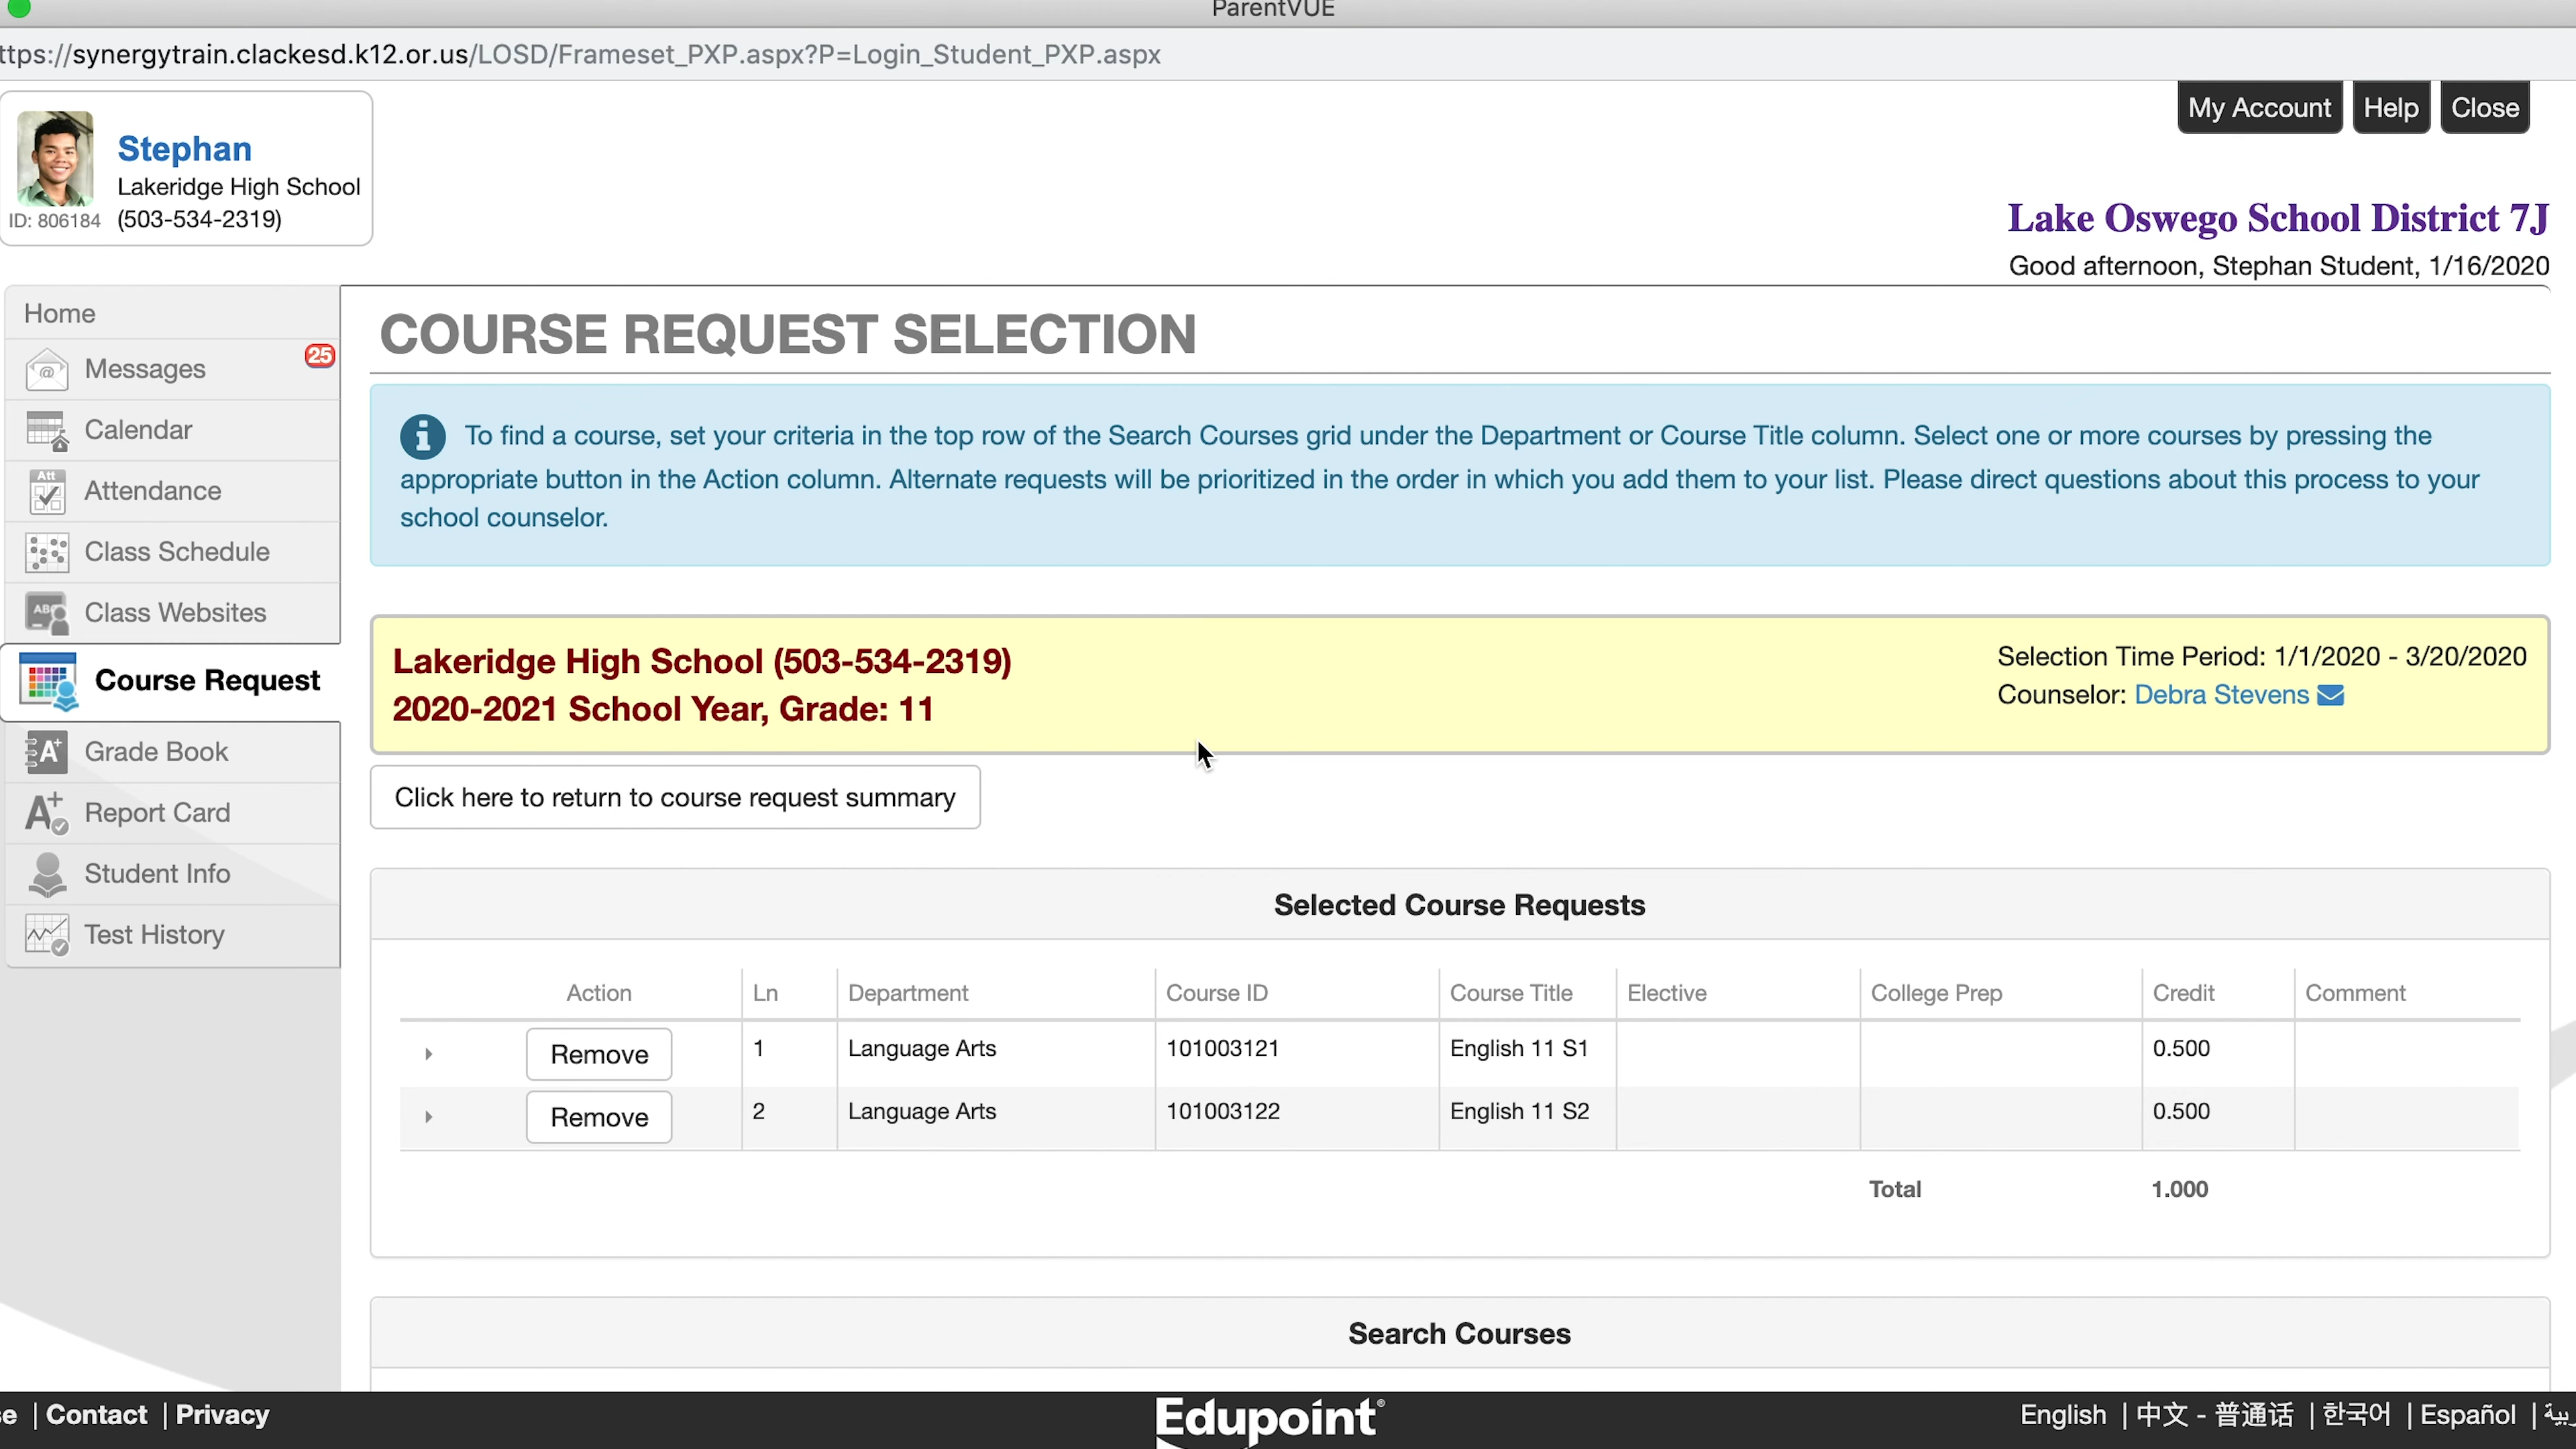 ParentVUE
ttps://synergytrain.clackesd.k12.or.us/LOSD/Frameset_PXP.aspx?P=Login_Student_PXP.aspx
My Account Help Close
Stephan
Lakeridge High School
ID: 806184 (503-534-2319)
Lake Oswego School District 7J
Good afternoon, Stephan Student, 1/16/2020
Home
Messages 25
Calendar
Att
Attendance
Class Schedule
ABC
Class Websites
Course Request
A+
Grade Book
A+
Report Card
Student Info
Test History
COURSE REQUEST SELECTION
To find a course, set your criteria in the top row of the Search Courses grid under the Department or Course Title column. Select one or more courses by pressing the
appropriate button in the Action column. Alternate requests will be prioritized in the order in which you add them to your list. Please direct questions about this process to your
school counselor.
Lakeridge High School (503-534-2319)
2020-2021 School Year, Grade: 11
Selection Time Period: 1/1/2020 - 3/20/2020
Counselor: Debra Stevens
Click here to return to course request summary
Selected Course Requests
Action Ln Department Course ID Course Title Elective College Prep Credit Comment
Remove 1 Language Arts 101003121 English 11 S1 0.500
Remove 2 Language Arts 101003122 English 11 S2 0.500
Total 1.000
Search Courses
se | Contact | Privacy
Edupoint®
English | 中文 - 普通话 | 한국어 | Español |